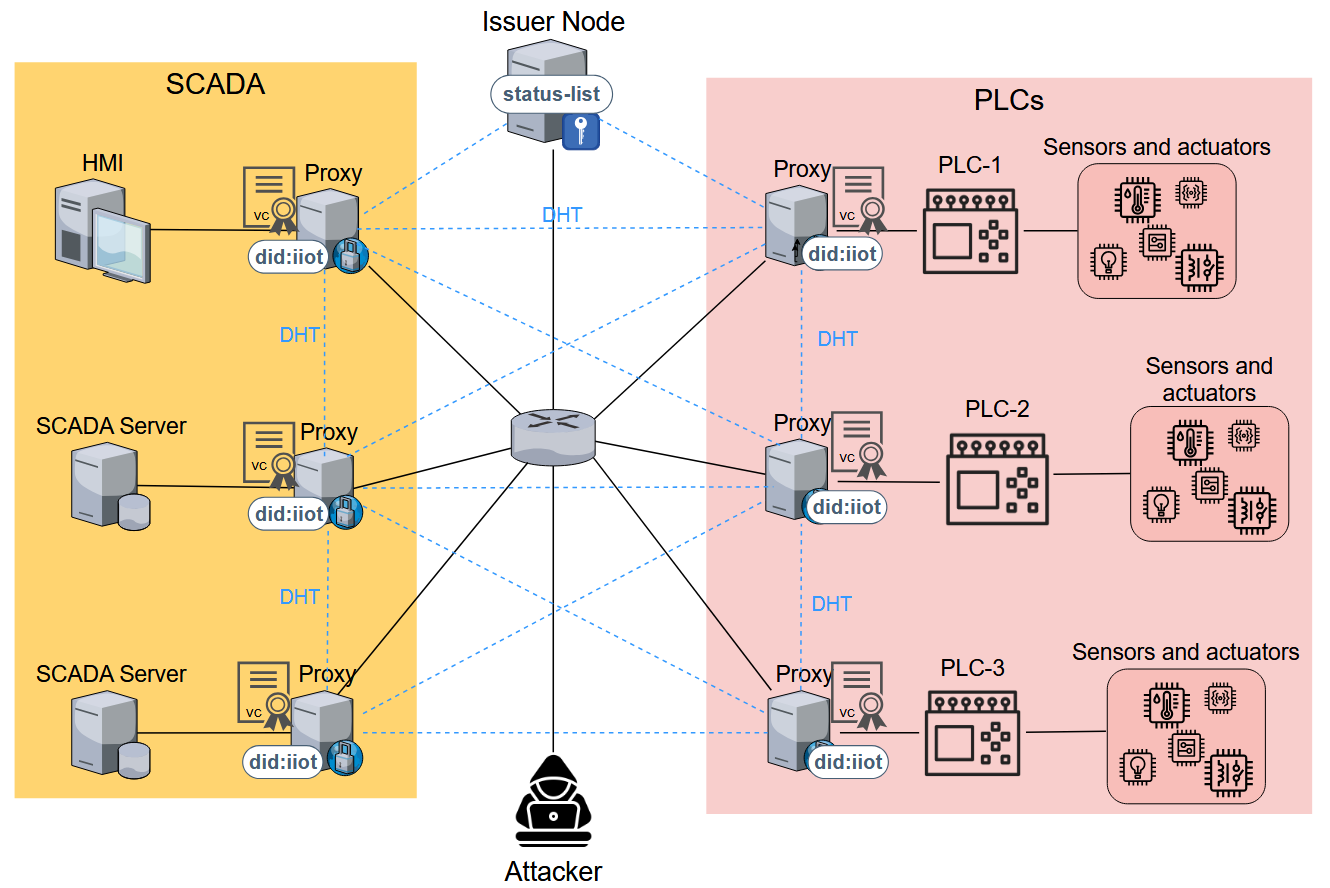 Issuer Node
status-list
SCADA
PLCs
HMI
Proxy
vc
did:iiot
DHT
Proxy
vc
did:iiot
PLC-1
Sensors and actuators
DHT
DHT
SCADA Server
Proxy
vc
did:iiot
Proxy
vc
did:iiot
PLC-2
Sensors and
actuators
DHT
DHT
SCADA Server
Proxy
vc
did:iiot
Proxy
vc
did:iiot
PLC-3
Sensors and actuators
Attacker